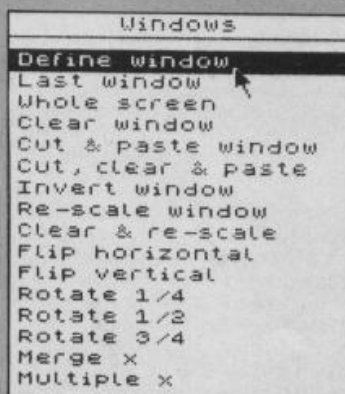 Windows
Define window
Last window
Whole screen
Clear window
Cut & paste window
Cut, clear & paste
Invert window
Re-scale window
Clear & re-scale
Flip horizontal
Flip vertical
Rotate 1/4
Rotate 1/2
Rotate 3/4
Merge x
Multiple x